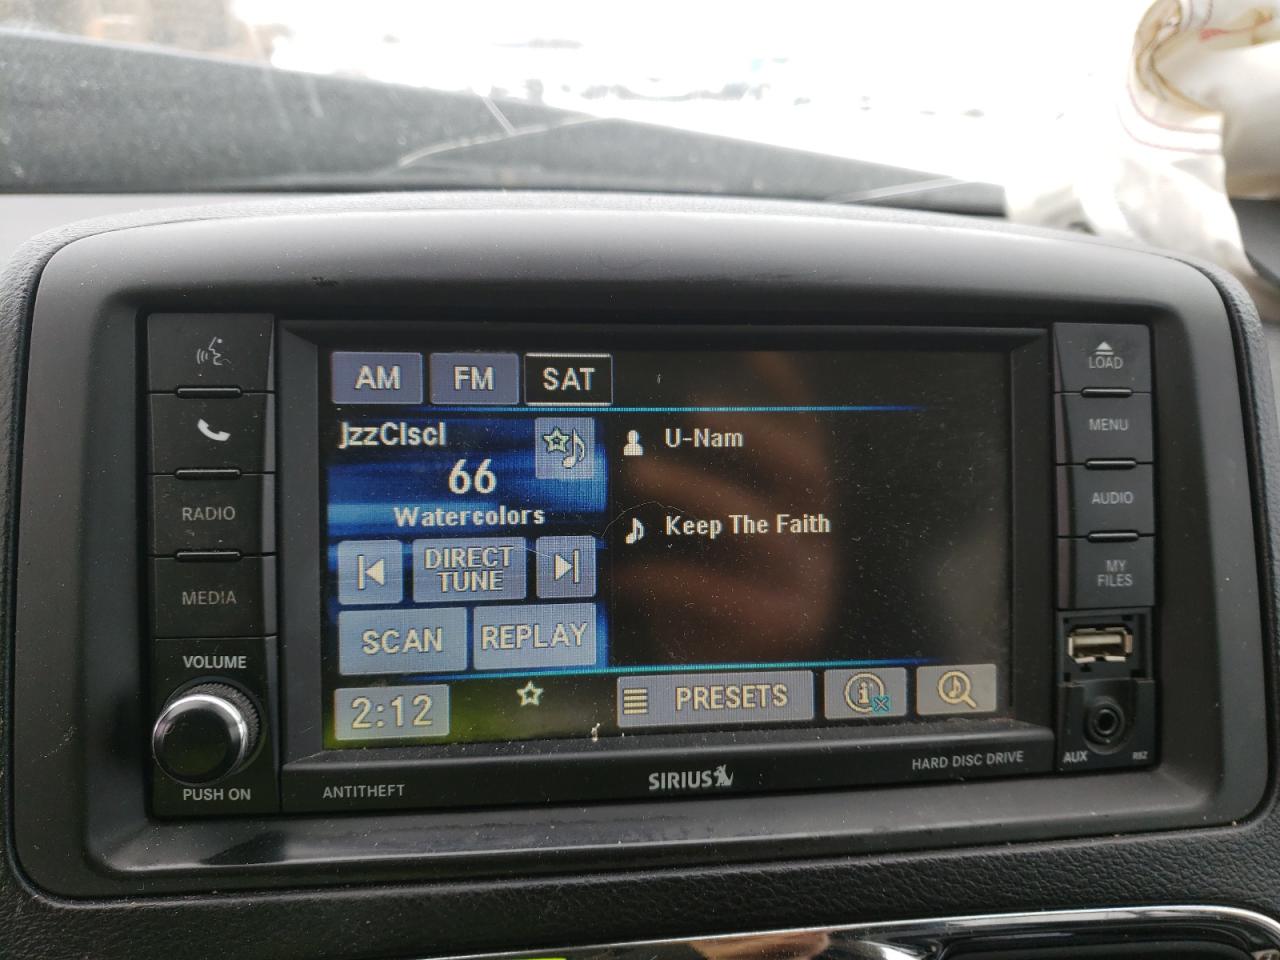 AM FM SAT
JzzClscl
66
Watercolors
DIRECT
TUNE
SCAN REPLAY
2:12
U-Nam
Keep The Faith
PRESETS
RADIO
MEDIA
VOLUME
PUSH ON
LOAD
MENU
AUDIO
MY
FILES
AUX RBZ
ANTITHEFT
SIRIUS
HARD DISC DRIVE